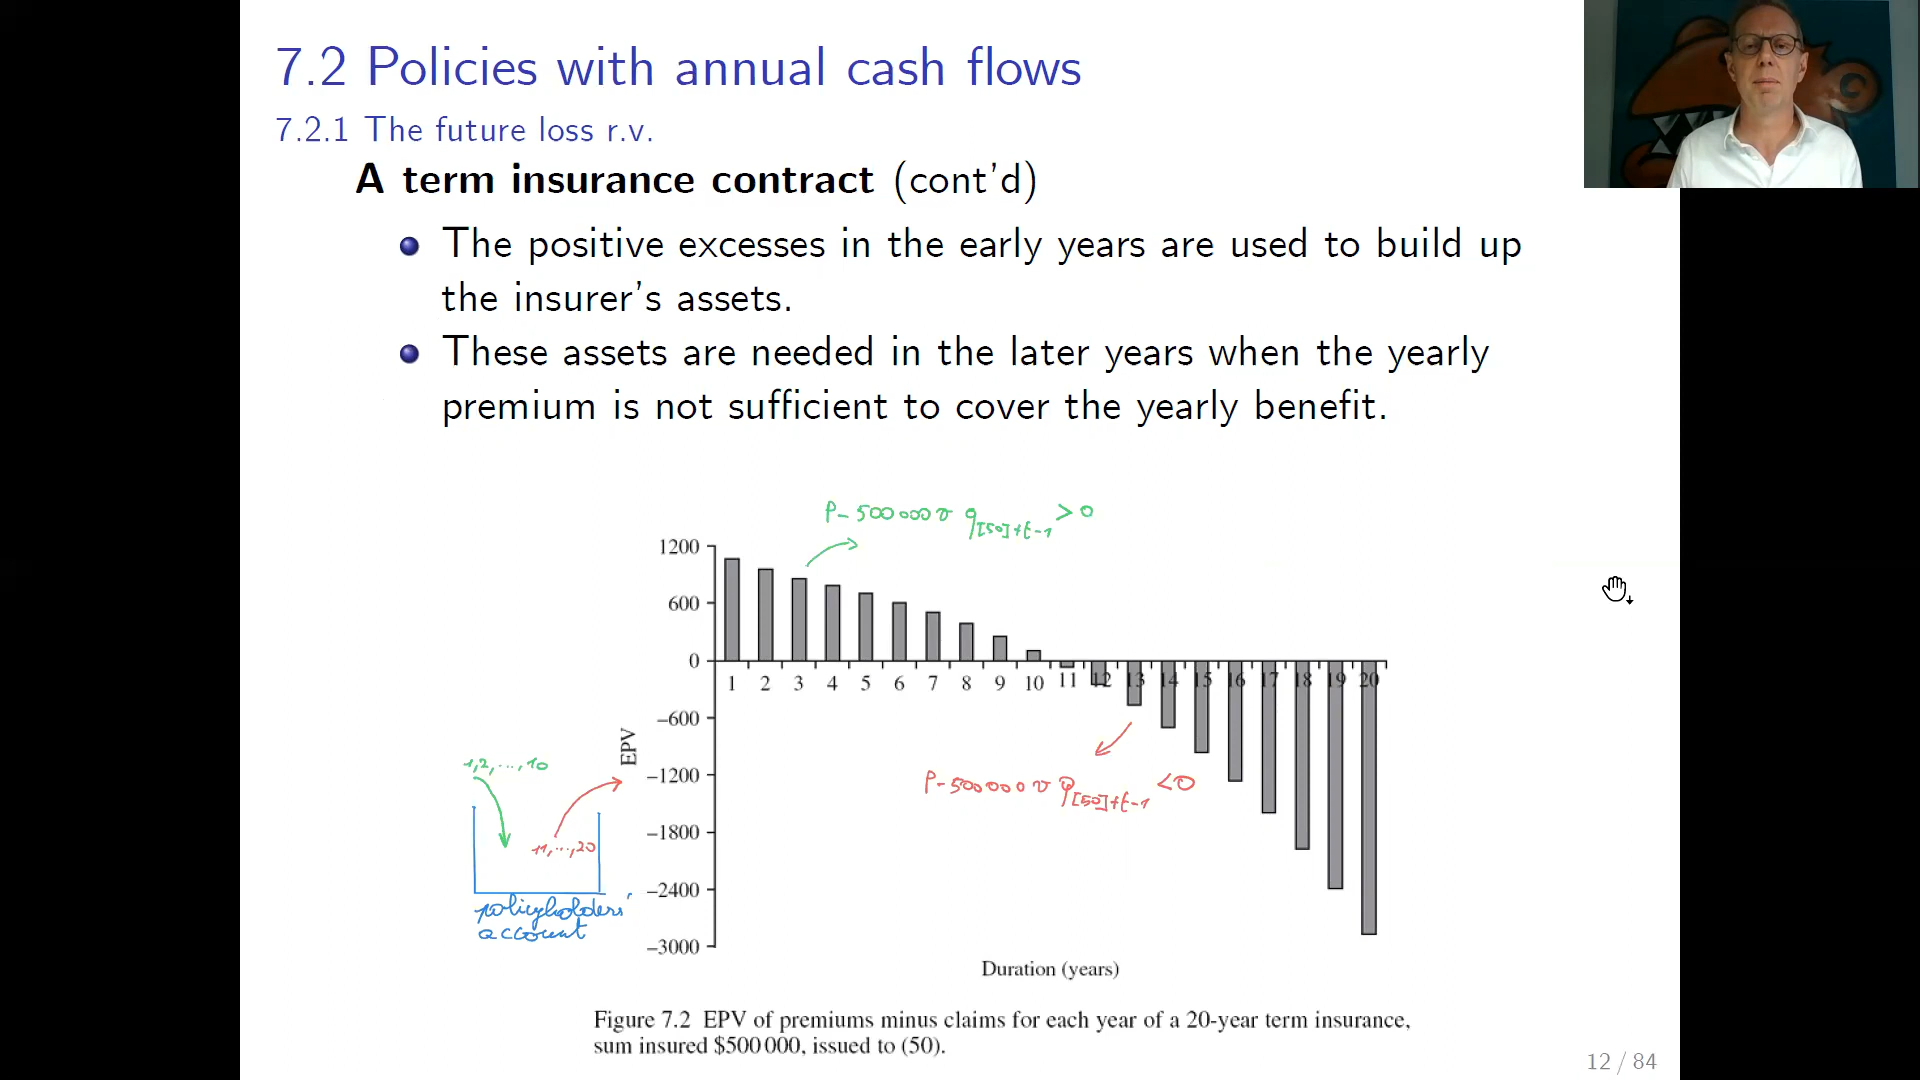 7.2 Policies with annual cash flows
7.2.1 The future loss r.v.
A term insurance contract (cont'd)
The positive excesses in the early years are used to build up
the insurer's assets.
These assets are needed in the later years when the yearly
premium is not sufficient to cover the yearly benefit.
P - 500 000 v q[50]+t-1 > 0
1200
600
0
-600
-1200
-1800
-2400
-3000
EPV
1 2 3 4 5 6 7 8 9 10 11 12 13 14 15 16 17 18 19 20
P - 500 000 v q[50]+t-1 < 0
1,2,...,10
11,...,20
policyholders'
account
Duration (years)
Figure 7.2 EPV of premiums minus claims for each year of a 20-year term insurance,
sum insured $500 000, issued to (50).
12 / 84